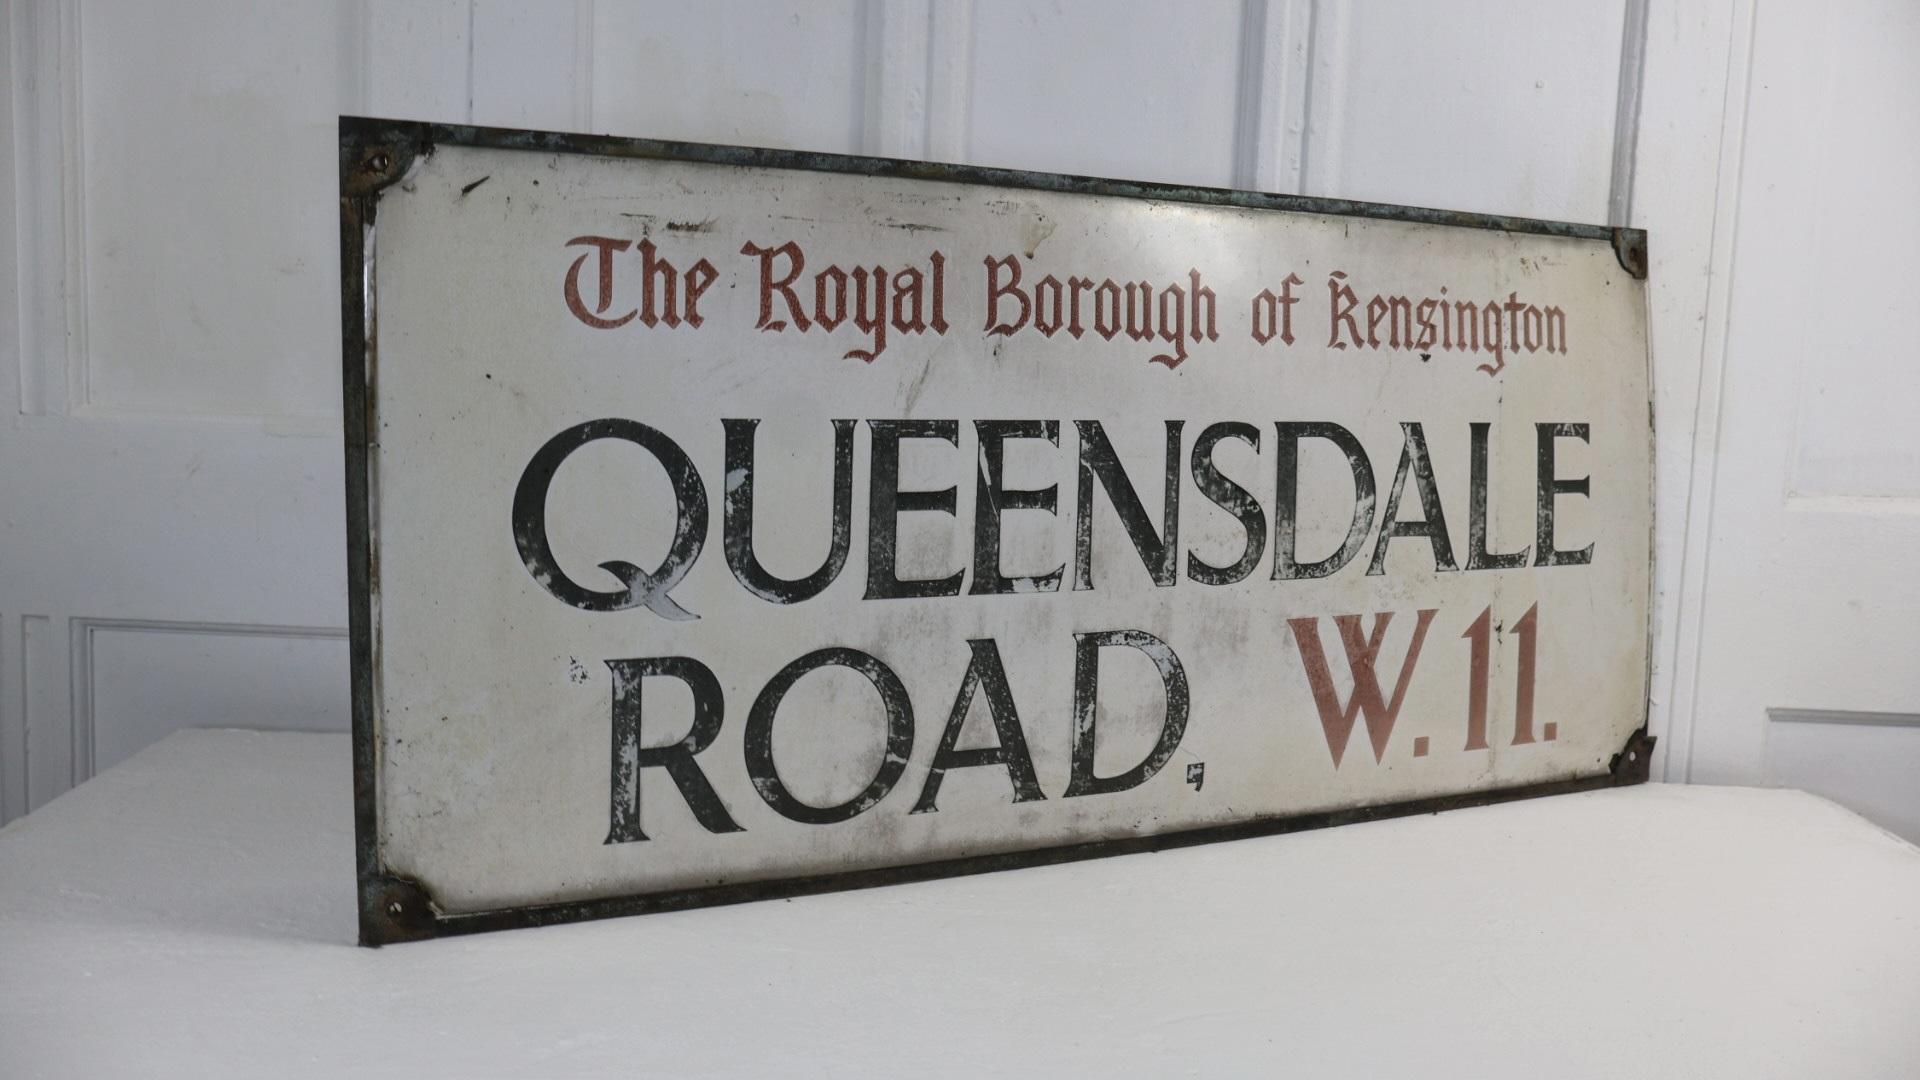 The Royal Borough of Kensington
QUEENSDALE
ROAD, W.11.